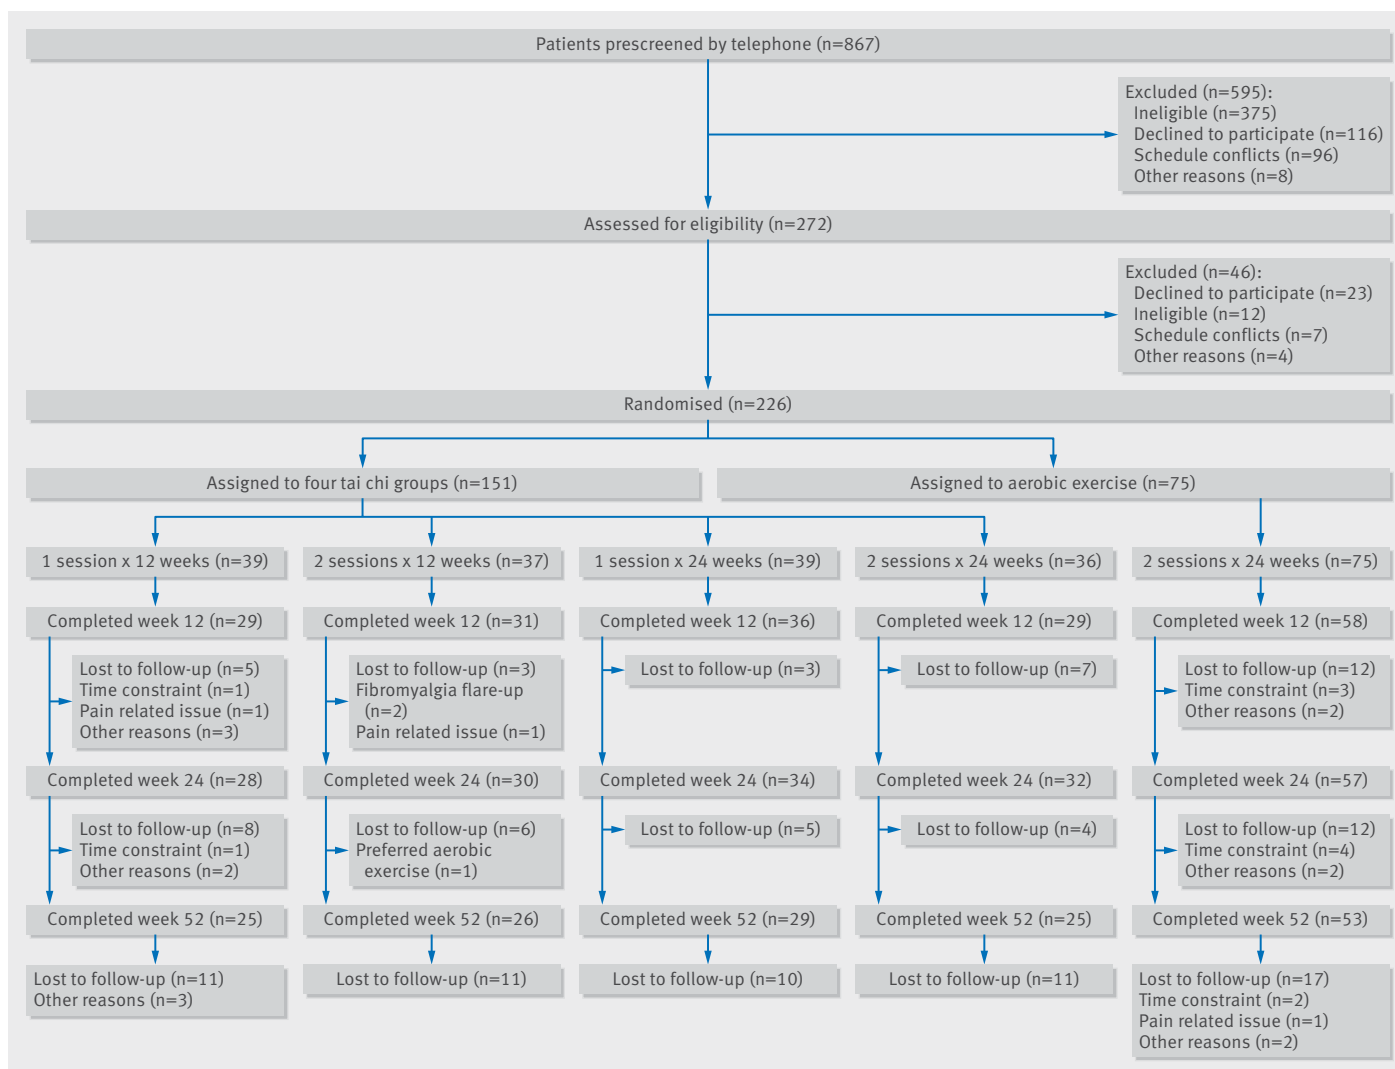 Patients prescreened by telephone (n=867)
Excluded (n=595):
Ineligible (n=375)
Declined to participate (n=116)
Schedule conflicts (n=96)
Other reasons (n=8)
Assessed for eligibility (n=272)
Excluded (n=46):
Declined to participate (n=23)
Ineligible (n=12)
Schedule conflicts (n=7)
Other reasons (n=4)
Randomised (n=226)
Assigned to four tai chi groups (n=151)
Assigned to aerobic exercise (n=75)
1 session x 12 weeks (n=39)
2 sessions x 12 weeks (n=37)
1 session x 24 weeks (n=39)
2 sessions x 24 weeks (n=36)
2 sessions x 24 weeks (n=75)
Completed week 12 (n=29)
Completed week 12 (n=31)
Completed week 12 (n=36)
Completed week 12 (n=29)
Completed week 12 (n=58)
Lost to follow-up (n=5)
Time constraint (n=1)
Pain related issue (n=1)
Other reasons (n=3)
Lost to follow-up (n=3)
Fibromyalgia flare-up
(n=2)
Pain related issue (n=1)
Lost to follow-up (n=3)
Lost to follow-up (n=7)
Lost to follow-up (n=12)
Time constraint (n=3)
Other reasons (n=2)
Completed week 24 (n=28)
Completed week 24 (n=30)
Completed week 24 (n=34)
Completed week 24 (n=32)
Completed week 24 (n=57)
Lost to follow-up (n=8)
Time constraint (n=1)
Other reasons (n=2)
Lost to follow-up (n=6)
Preferred aerobic
exercise (n=1)
Lost to follow-up (n=5)
Lost to follow-up (n=4)
Lost to follow-up (n=12)
Time constraint (n=4)
Other reasons (n=2)
Completed week 52 (n=25)
Completed week 52 (n=26)
Completed week 52 (n=29)
Completed week 52 (n=25)
Completed week 52 (n=53)
Lost to follow-up (n=11)
Other reasons (n=3)
Lost to follow-up (n=11)
Lost to follow-up (n=10)
Lost to follow-up (n=11)
Lost to follow-up (n=17)
Time constraint (n=2)
Pain related issue (n=1)
Other reasons (n=2)